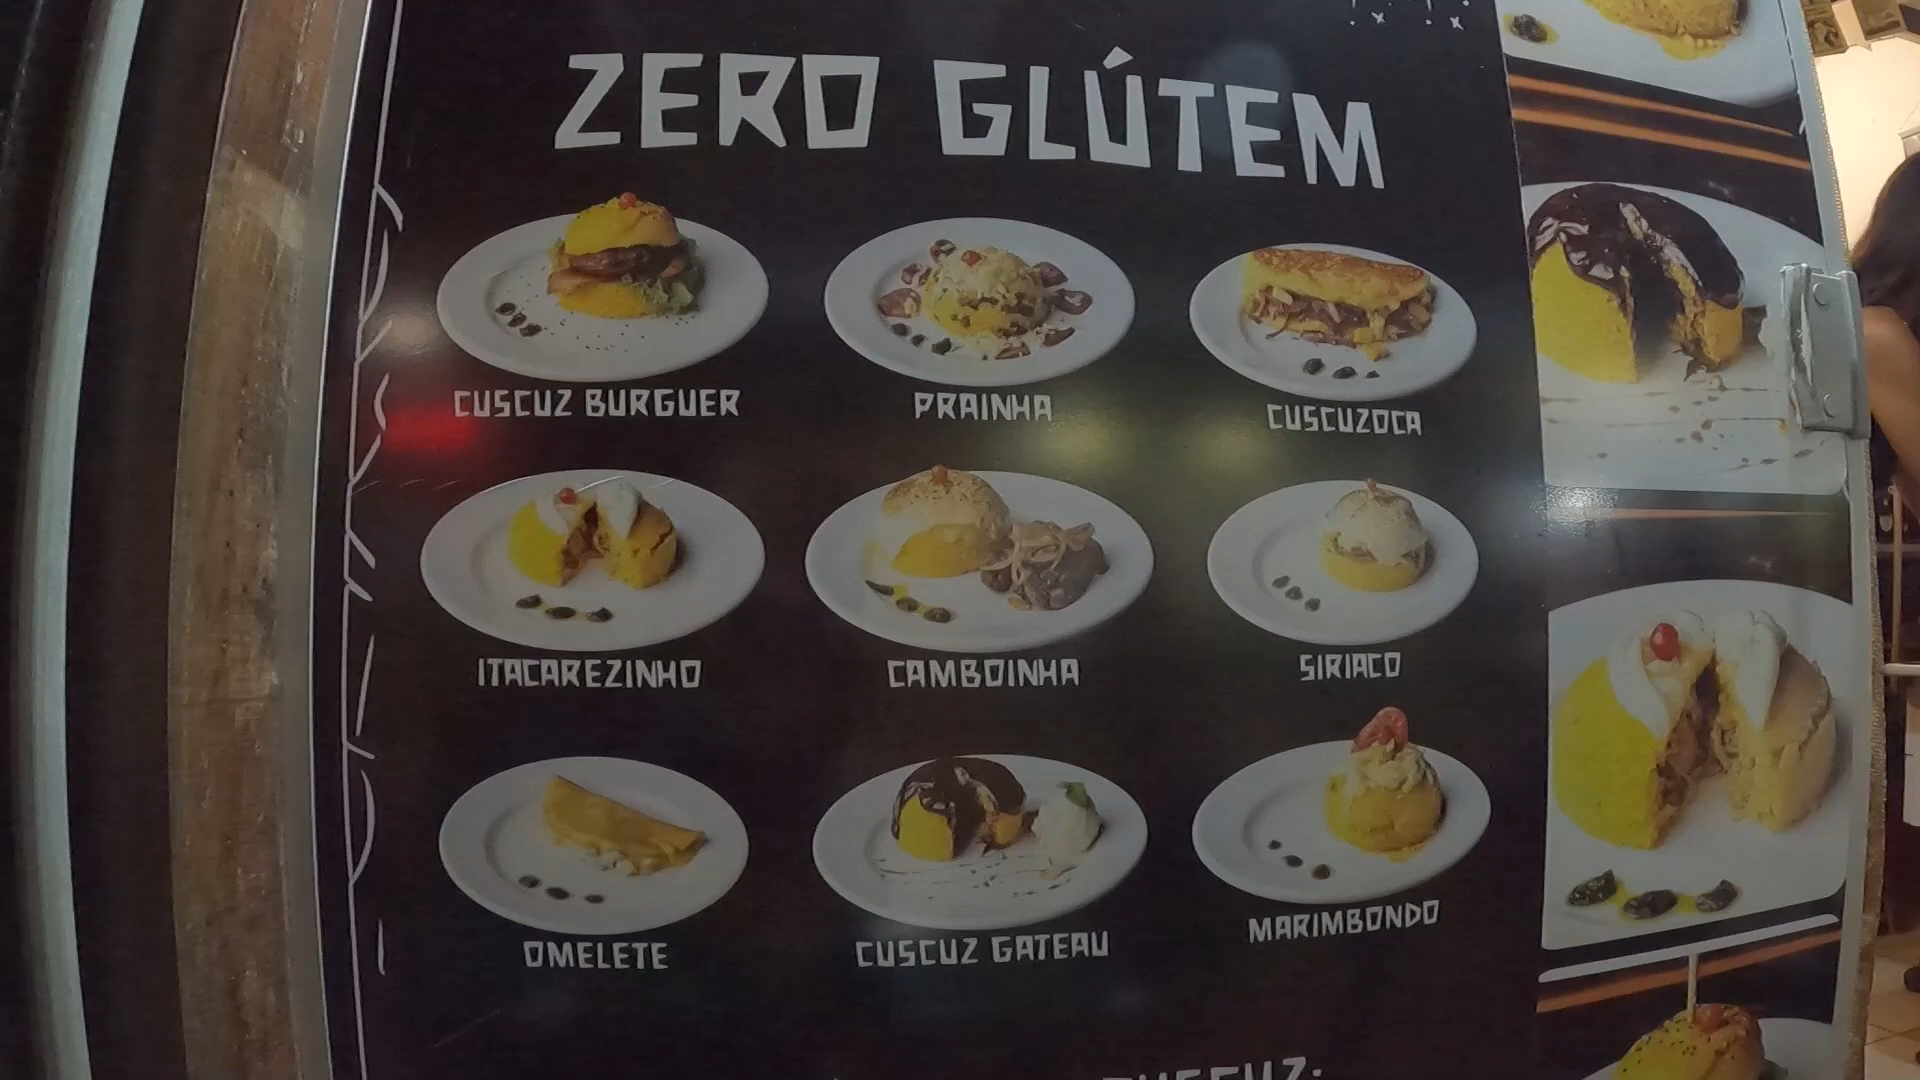 ZERO GLÚTEM
CUSCUZ BURGUER
PRAINHA
CUSCUZOCA
ITACAREZINHO
CAMBOINHA
SIRIACO
OMELETE
CUSCUZ GATEAU
MARIMBONDO